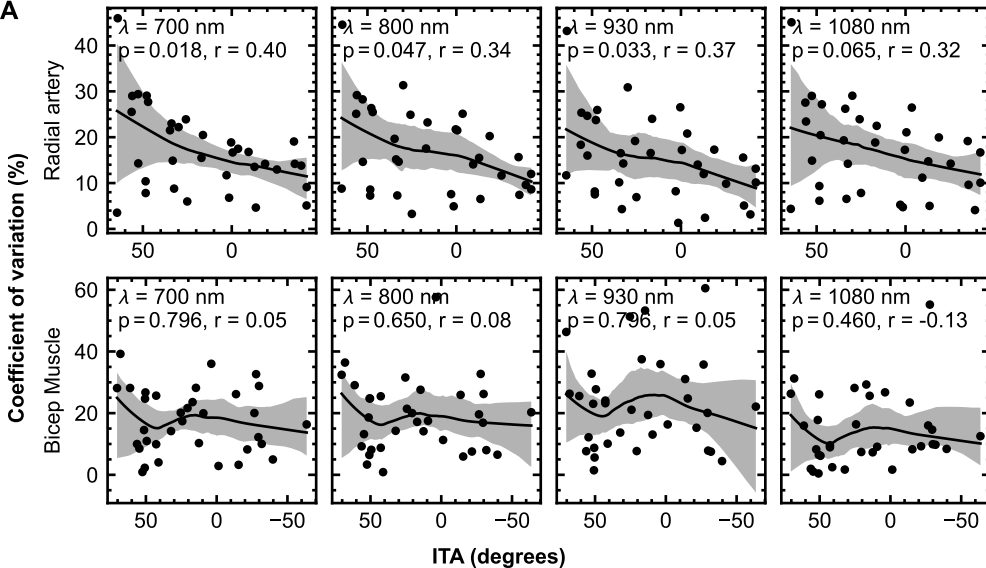 A
λ = 700 nm
p = 0.018, r = 0.40
λ = 800 nm
p = 0.047, r = 0.34
λ = 930 nm
p = 0.033, r = 0.37
λ = 1080 nm
p = 0.065, r = 0.32
40
30
20
10
0
Radial artery
50 0
50 0
50 0
50 0
Coefficient of variation (%)
λ = 700 nm
p = 0.796, r = 0.05
λ = 800 nm
p = 0.650, r = 0.08
λ = 930 nm
p = 0.796, r = 0.05
λ = 1080 nm
p = 0.460, r = -0.13
60
40
20
0
Bicep Muscle
50 0 −50
50 0 −50
50 0 −50
50 0 −50
ITA (degrees)